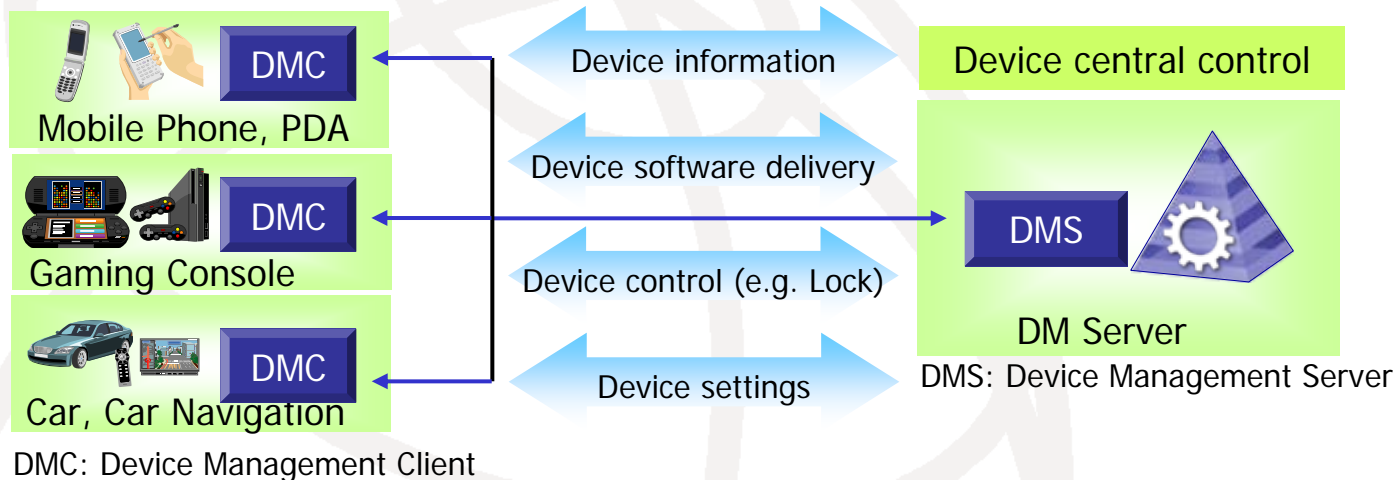 DMC
Mobile Phone, PDA
DMC
Gaming Console
DMC
Car, Car Navigation
DMC: Device Management Client
Device information
Device software delivery
Device control (e.g. Lock)
Device settings
Device central control
DMS
DM Server
DMS: Device Management Server